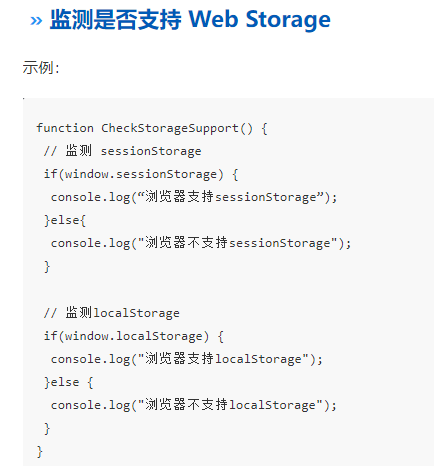 » 监测是否支持 Web Storage
示例:
function CheckStorageSupport() {
// 监测 sessionStorage
if(window.sessionStorage) {
console.log(“浏览器支持sessionStorage”);
}else{
console.log("浏览器不支持sessionStorage");
}
// 监测localStorage
if(window.localStorage) {
console.log("浏览器支持localStorage");
}else {
console.log("浏览器不支持localStorage");
}
}